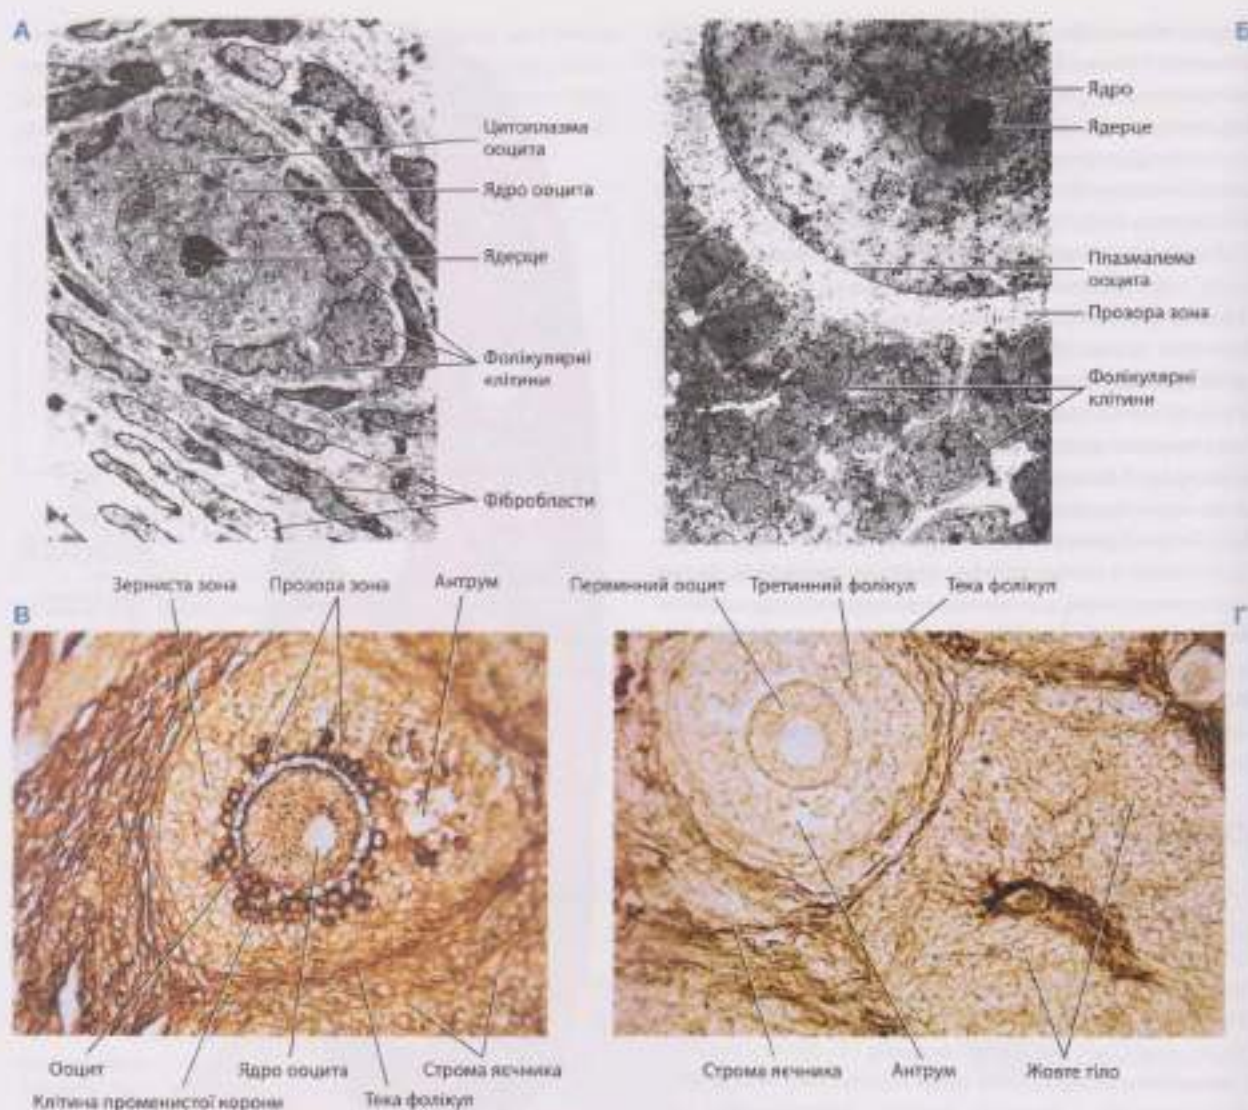 А
Цитоплазма
ооцита
Ядро ооцита
Ядерце
Фолікулярні
клітини
Фібробласти
Б
Ядро
Ядерце
Плазмалема
ооцита
Прозора зона
Фолікулярні
клітини
В
Зерниста зона
Прозора зона
Антрум
Ооцит
Клітина променистої корони
Ядро ооцита
Тека фолікул
Строма яєчника
Г
Первинний ооцит
Третинний фолікул
Тека фолікул
Строма яєчника
Антрум
Жовте тіло